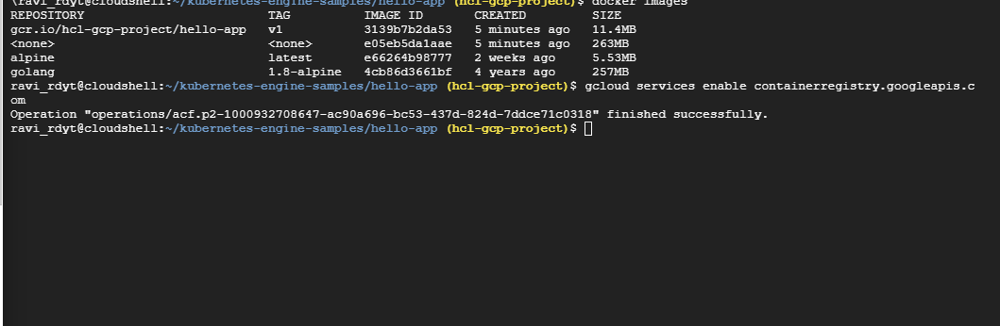 ravi_rdyt@cloudshell:~/kubernetes-engine-samples/hello-app (hcl-gcp-project)$ docker images
REPOSITORY TAG IMAGE ID CREATED SIZE
gcr.io/hcl-gcp-project/hello-app v1 3139b7b2da53 5 minutes ago 11.4MB
<none> <none> e05eb5da1aae 5 minutes ago 263MB
alpine latest e66264b98777 2 weeks ago 5.53MB
golang 1.8-alpine 4cb86d3661bf 4 years ago 257MB
ravi_rdyt@cloudshell:~/kubernetes-engine-samples/hello-app (hcl-gcp-project)$ gcloud services enable containerregistry.googleapis.c
om
Operation "operations/acf.p2-1000932708647-ac90a696-bc53-437d-824d-7ddce71c0318" finished successfully.
ravi_rdyt@cloudshell:~/kubernetes-engine-samples/hello-app (hcl-gcp-project)$